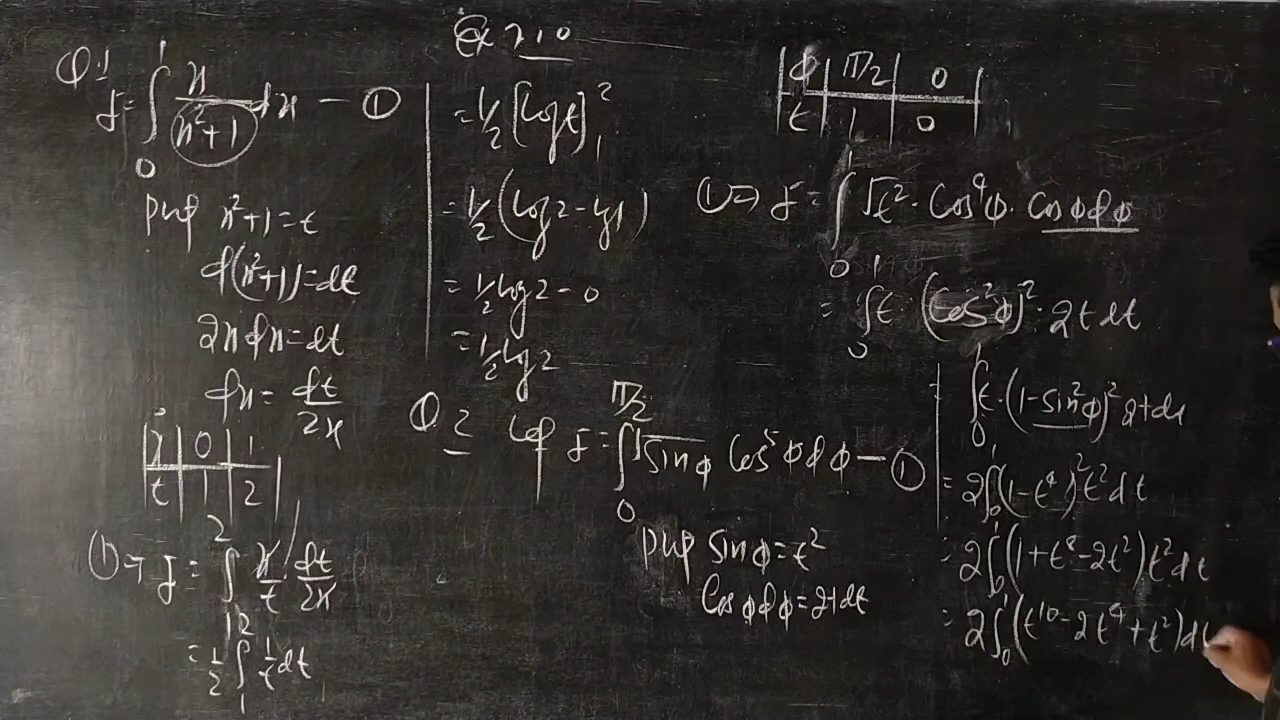 Ex 7.10
Q.1
I = ∫₀¹ x/(x²+1) dx — ①
put x²+1 = t
d(x²+1) = dt
2x dx = dt
dx = dt/2x
x | 0 | 1
t | 1 | 2
① ⇒ I = ∫₁² x/t dt/2x
= 1/2 ∫₁² 1/t dt
= 1/2 [log t]₁²
= 1/2 (log 2 - log 1)
= 1/2 log 2 - 0
= 1/2 log 2
Q.2 Let I = ∫₀^(π/2) √sinϕ cos⁵ϕ dϕ — ①
put sinϕ = t²
cosϕ dϕ = 2t dt
ϕ | π/2 | 0
t | 1 | 0
① ⇒ I = ∫₀¹ √t² · cos⁴ϕ · cosϕ dϕ
= ∫₀¹ t · (cos²ϕ)² · 2t dt
= ∫₀¹ t · (1 - sin²ϕ)² 2t dt
= 2∫₀¹ (1 - t⁴)² t² dt
= 2∫₀¹ (1 + t⁸ - 2t²) t² dt
= 2∫₀¹ (t¹⁰ - 2t⁴ + t²) dt